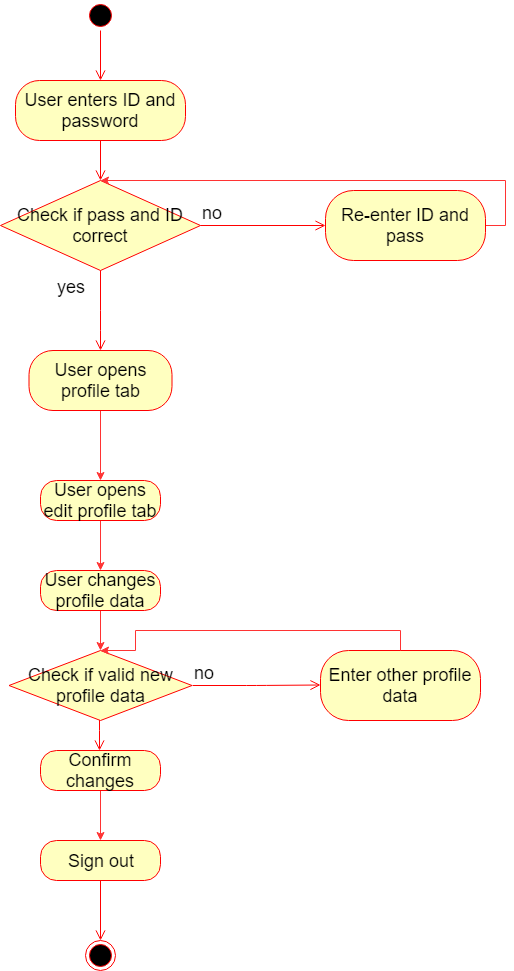 User enters ID and
password
Check if pass and ID
correct
no
Re-enter ID and
pass
yes
User opens
profile tab
User opens
edit profile tab
User changes
profile data
Check if valid new
profile data
no
Enter other profile
data
Confirm
changes
Sign out